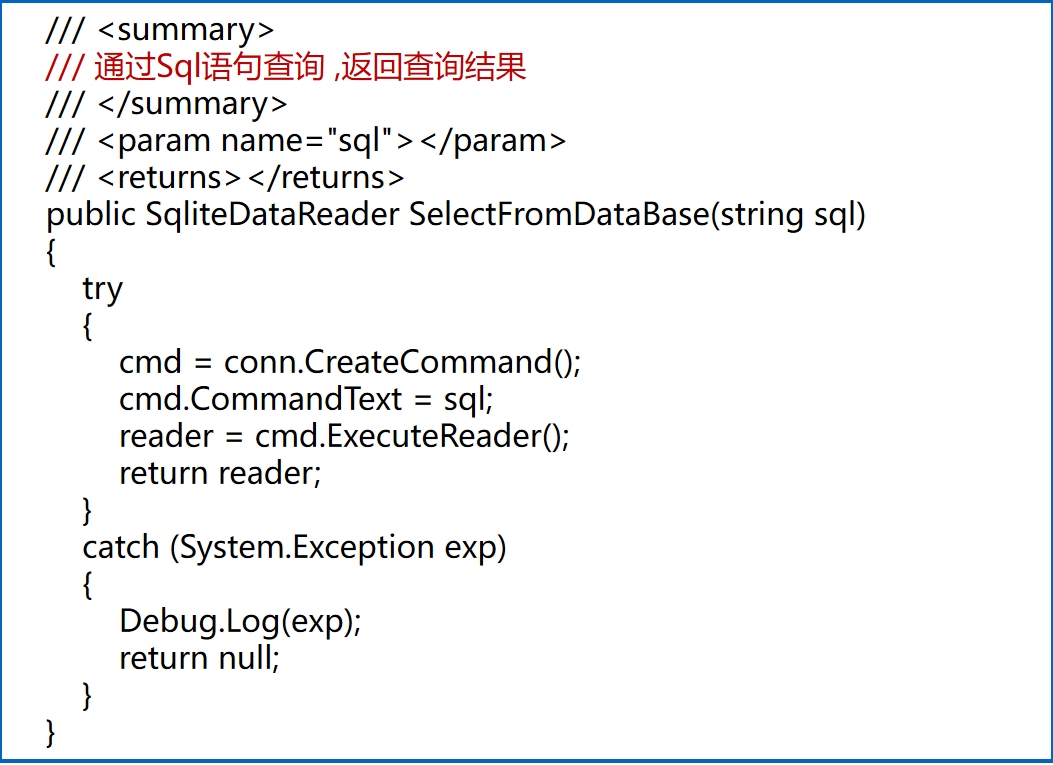 /// <summary>
/// 通过Sql语句查询 ,返回查询结果
/// </summary>
/// <param name="sql"></param>
/// <returns></returns>
public SqliteDataReader SelectFromDataBase(string sql)
{
try
{
cmd = conn.CreateCommand();
cmd.CommandText = sql;
reader = cmd.ExecuteReader();
return reader;
}
catch (System.Exception exp)
{
Debug.Log(exp);
return null;
}
}